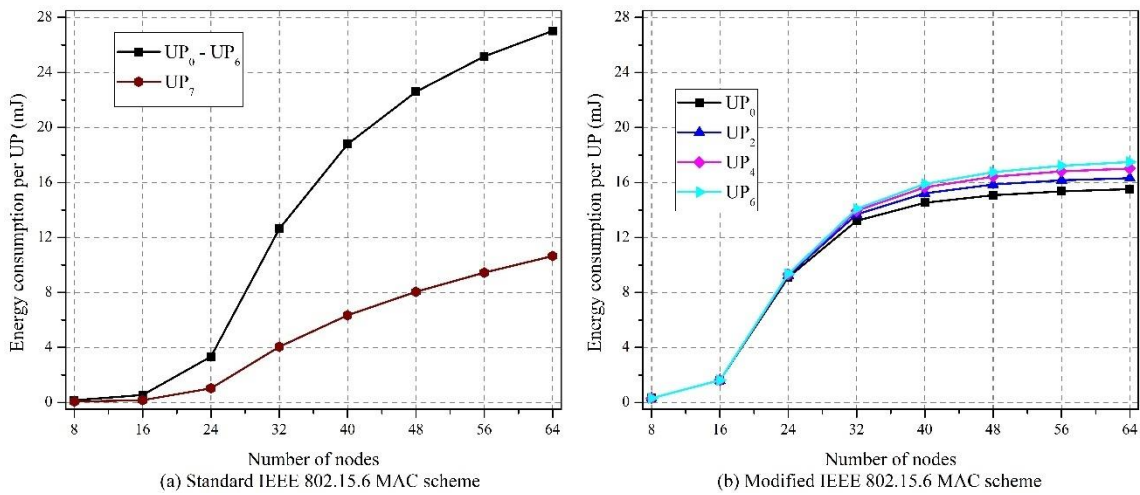 28
24
20
16
12
8
4
0
Energy consumption per UP (mJ)
UP0 - UP6
UP7
8 16 24 32 40 48 56 64
Number of nodes
(a) Standard IEEE 802.15.6 MAC scheme
28
24
20
16
12
8
4
0
Energy consumption per UP (mJ)
UP0
UP2
UP4
UP6
8 16 24 32 40 48 56 64
Number of nodes
(b) Modified IEEE 802.15.6 MAC scheme